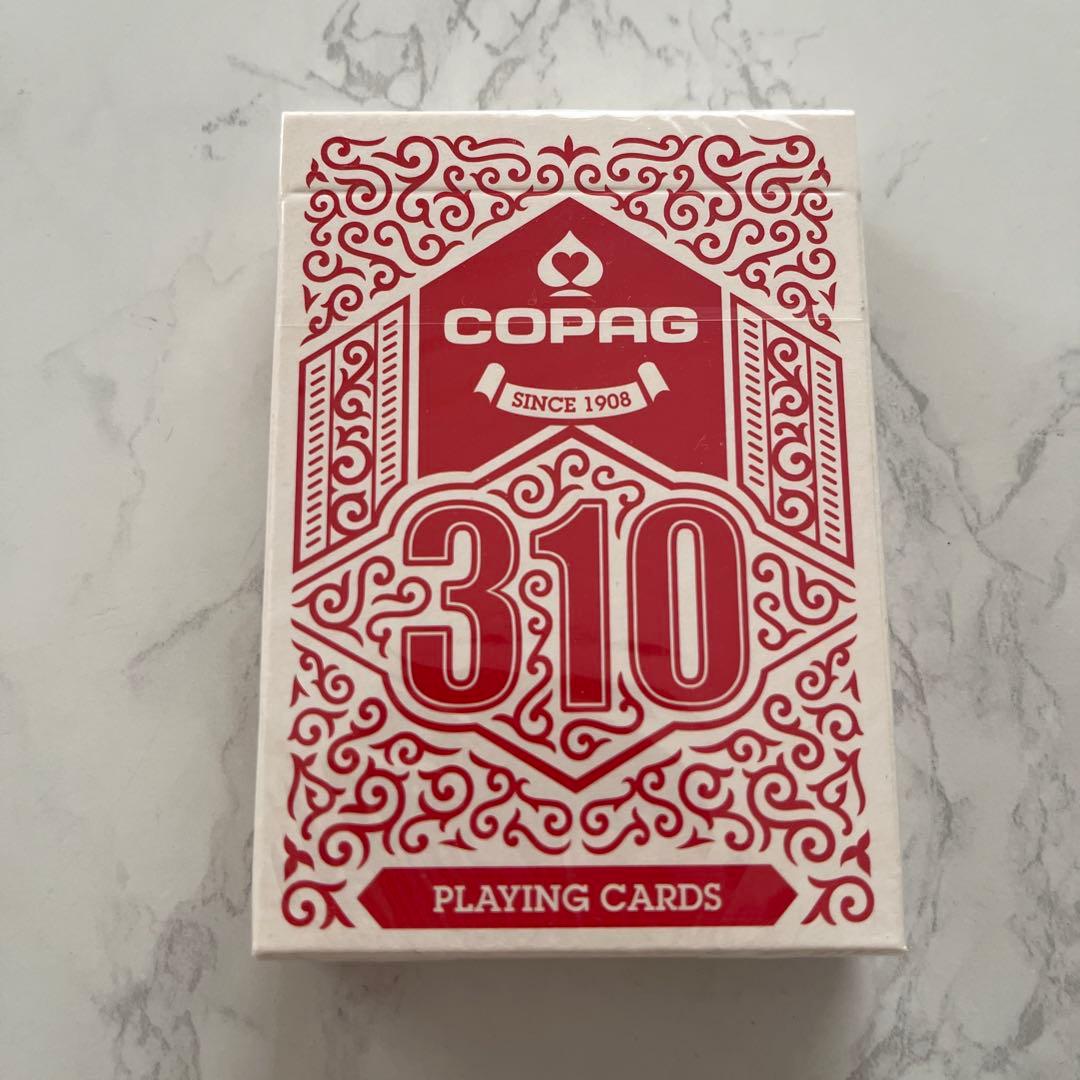 COPAG
SINCE 1908
310
PLAYING CARDS